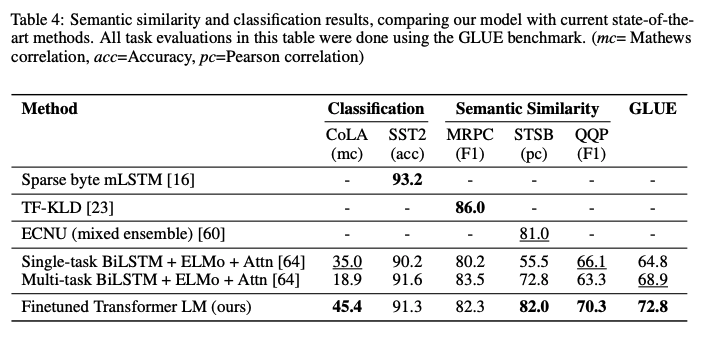 Table 4: Semantic similarity and classification results, comparing our model with current state-of-the-
art methods. All task evaluations in this table were done using the GLUE benchmark. (mc= Mathews
correlation, acc=Accuracy, pc=Pearson correlation)
Method Classification Semantic Similarity GLUE
CoLA SST2 MRPC STSB QQP
(mc) (acc) (F1) (pc) (F1)
Sparse byte mLSTM [16] - 93.2 - - - -
TF-KLD [23] - - 86.0 - - -
ECNU (mixed ensemble) [60] - - - 81.0 - -
Single-task BiLSTM + ELMo + Attn [64] 35.0 90.2 80.2 55.5 66.1 64.8
Multi-task BiLSTM + ELMo + Attn [64] 18.9 91.6 83.5 72.8 63.3 68.9
Finetuned Transformer LM (ours) 45.4 91.3 82.3 82.0 70.3 72.8